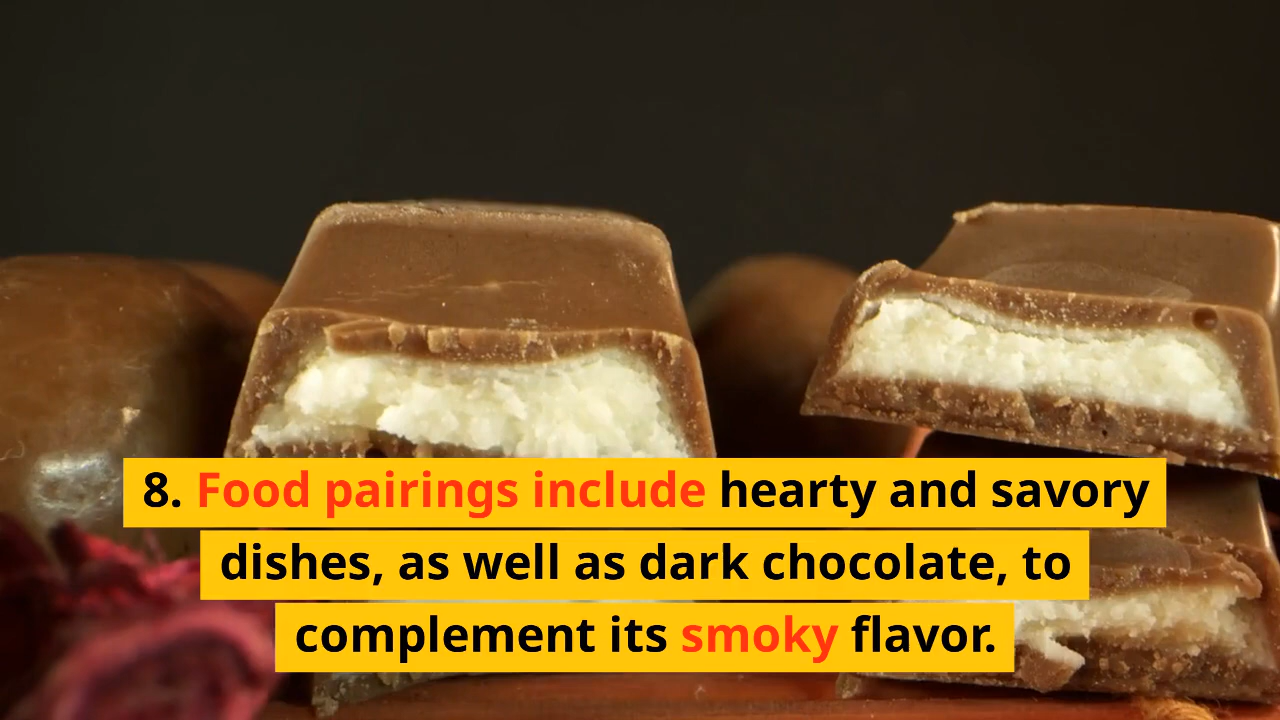 8. Food pairings include hearty and savory
dishes, as well as dark chocolate, to
complement its smoky flavor.